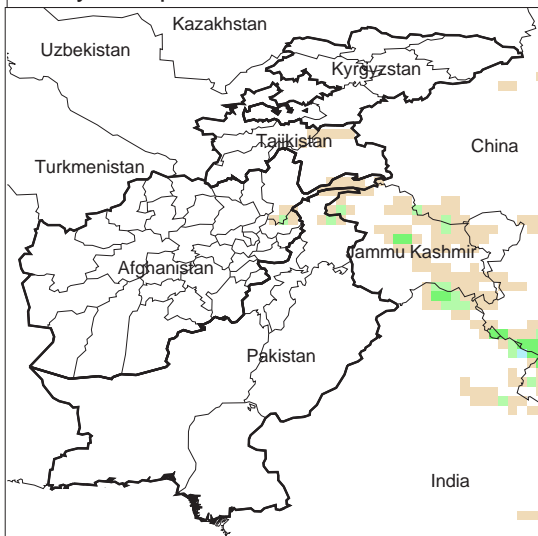 Kazakhstan
Uzbekistan
Kyrgyzstan
Tajikistan
China
Turkmenistan
Jammu Kashmir
Afghanistan
Pakistan
India